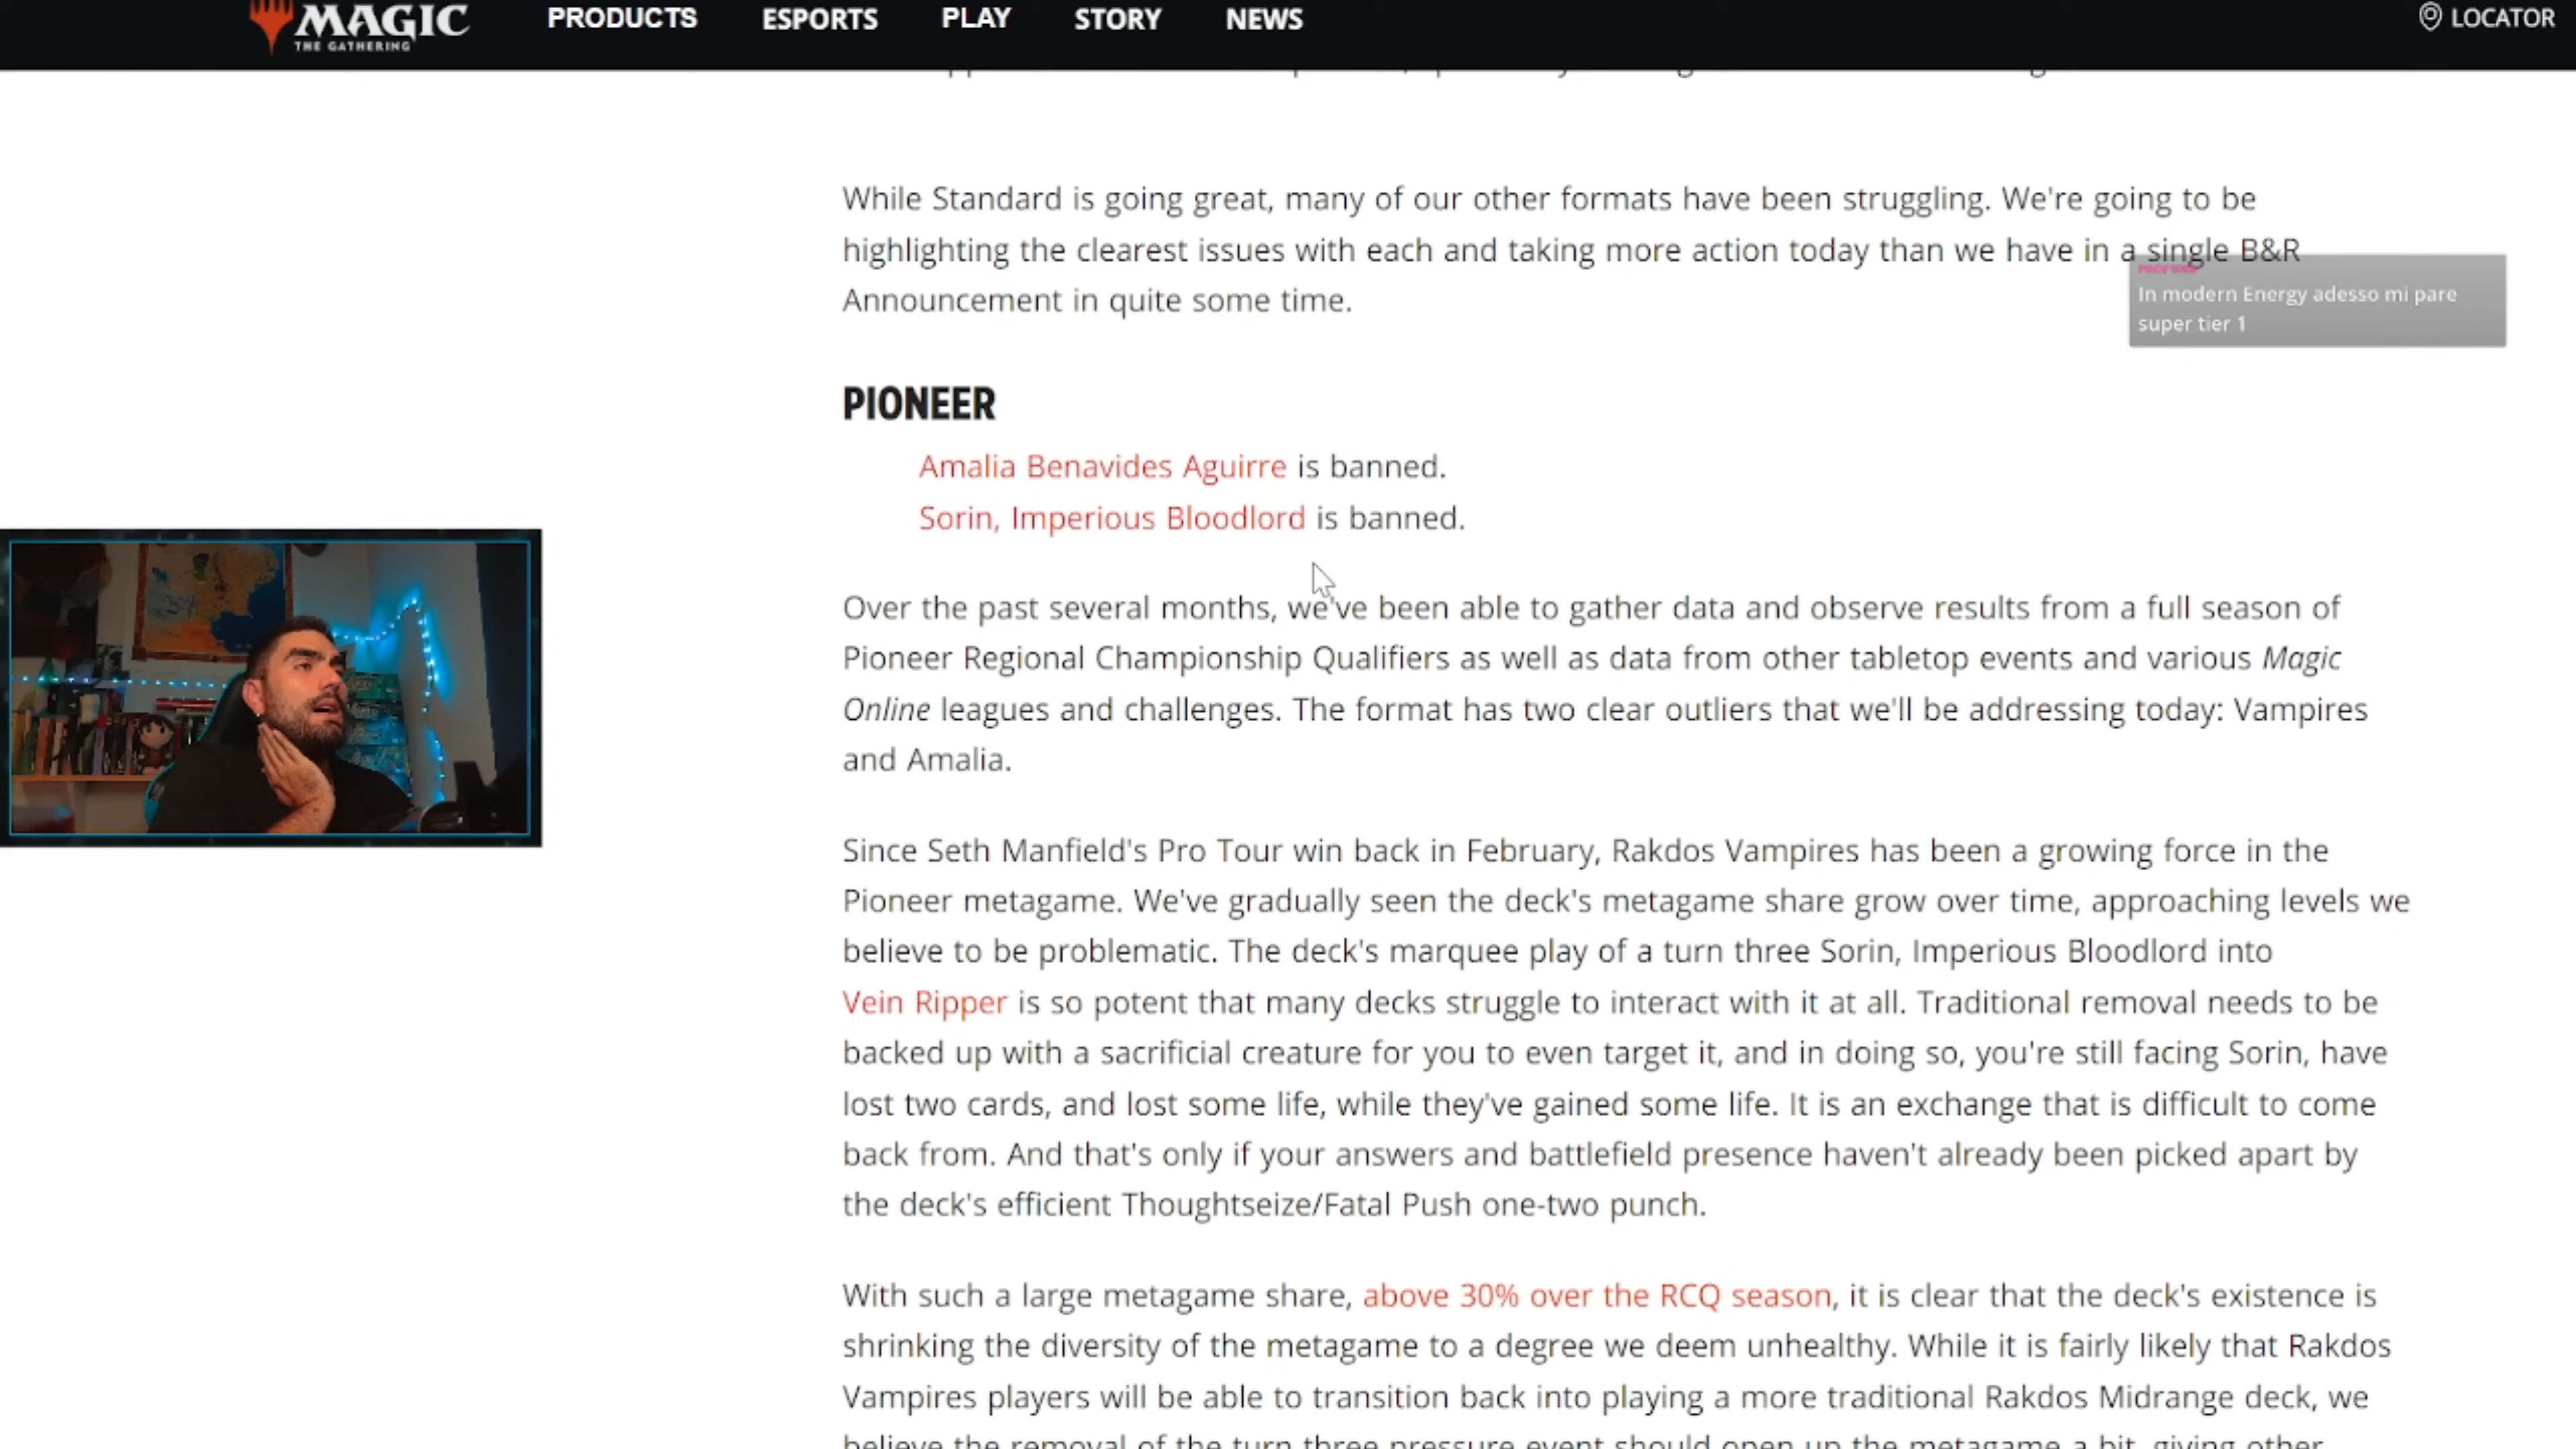 MAGIC
THE GATHERING
PRODUCTS
ESPORTS
PLAY
STORY
NEWS
LOCATOR
While Standard is going great, many of our other formats have been struggling. We're going to be
highlighting the clearest issues with each and taking more action today than we have in a single B&R
Announcement in quite some time.
In modern Energy adesso mi pare
super tier 1
PIONEER
Amalia Benavides Aguirre is banned.
Sorin, Imperious Bloodlord is banned.
Over the past several months, we've been able to gather data and observe results from a full season of
Pioneer Regional Championship Qualifiers as well as data from other tabletop events and various Magic
Online leagues and challenges. The format has two clear outliers that we'll be addressing today: Vampires
and Amalia.
Since Seth Manfield's Pro Tour win back in February, Rakdos Vampires has been a growing force in the
Pioneer metagame. We've gradually seen the deck's metagame share grow over time, approaching levels we
believe to be problematic. The deck's marquee play of a turn three Sorin, Imperious Bloodlord into
Vein Ripper is so potent that many decks struggle to interact with it at all. Traditional removal needs to be
backed up with a sacrificial creature for you to even target it, and in doing so, you're still facing Sorin, have
lost two cards, and lost some life, while they've gained some life. It is an exchange that is difficult to come
back from. And that's only if your answers and battlefield presence haven't already been picked apart by
the deck's efficient Thoughtseize/Fatal Push one-two punch.
With such a large metagame share, above 30% over the RCQ season, it is clear that the deck's existence is
shrinking the diversity of the metagame to a degree we deem unhealthy. While it is fairly likely that Rakdos
Vampires players will be able to transition back into playing a more traditional Rakdos Midrange deck, we
believe the removal of the turn three pressure event should open up the metagame a bit, giving other